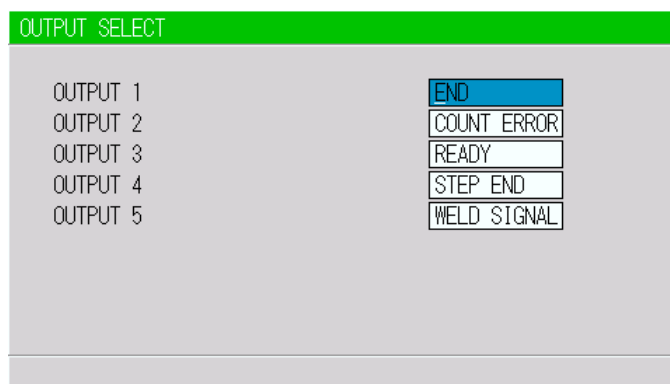 OUTPUT SELECT
OUTPUT 1 END
OUTPUT 2 COUNT ERROR
OUTPUT 3 READY
OUTPUT 4 STEP END
OUTPUT 5 WELD SIGNAL